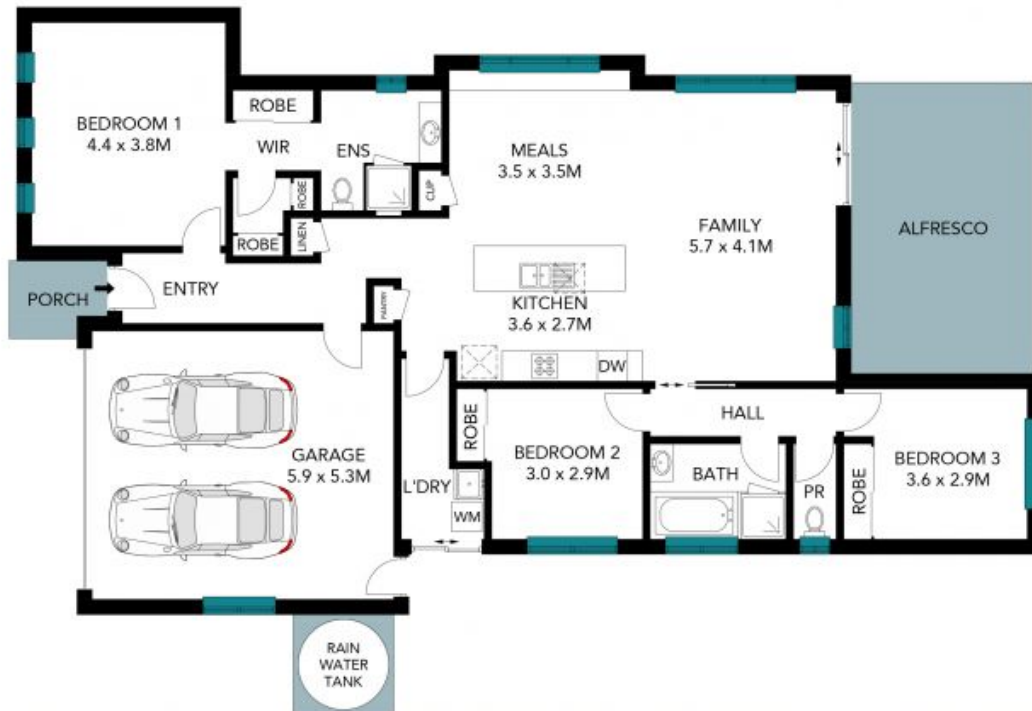 BEDROOM 1
4.4 x 3.8M
ROBE
WIR
ENS
ROBE
ROBE
LINEN
CUP
MEALS
3.5 x 3.5M
FAMILY
5.7 x 4.1M
ALFRESCO
PORCH
ENTRY
PANTRY
KITCHEN
3.6 x 2.7M
DW
GARAGE
5.9 x 5.3M
L'DRY
WM
ROBE
BEDROOM 2
3.0 x 2.9M
HALL
BATH
PR
ROBE
BEDROOM 3
3.6 x 2.9M
RAIN
WATER
TANK